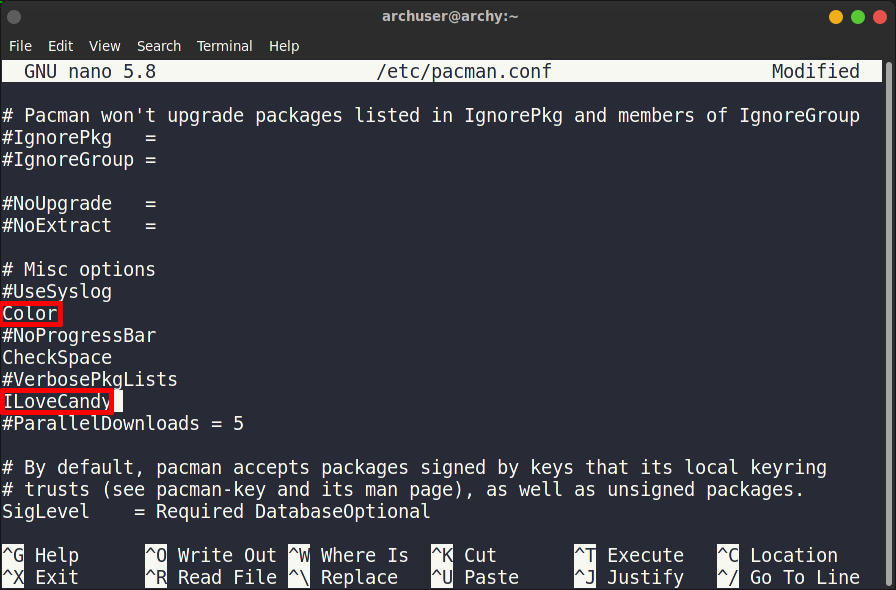 archuser@archy:~
File Edit View Search Terminal Help
GNU nano 5.8 /etc/pacman.conf Modified
# Pacman won't upgrade packages listed in IgnorePkg and members of IgnoreGroup
#IgnorePkg   =
#IgnoreGroup =
#NoUpgrade   =
#NoExtract   =
# Misc options
#UseSyslog
Color
#NoProgressBar
CheckSpace
#VerbosePkgLists
ILoveCandy
#ParallelDownloads = 5
# By default, pacman accepts packages signed by keys that its local keyring
# trusts (see pacman-key and its man page), as well as unsigned packages.
SigLevel    = Required DatabaseOptional
^G Help ^O Write Out ^W Where Is ^K Cut ^T Execute ^C Location
^X Exit ^R Read File ^\ Replace ^U Paste ^J Justify ^/ Go To Line